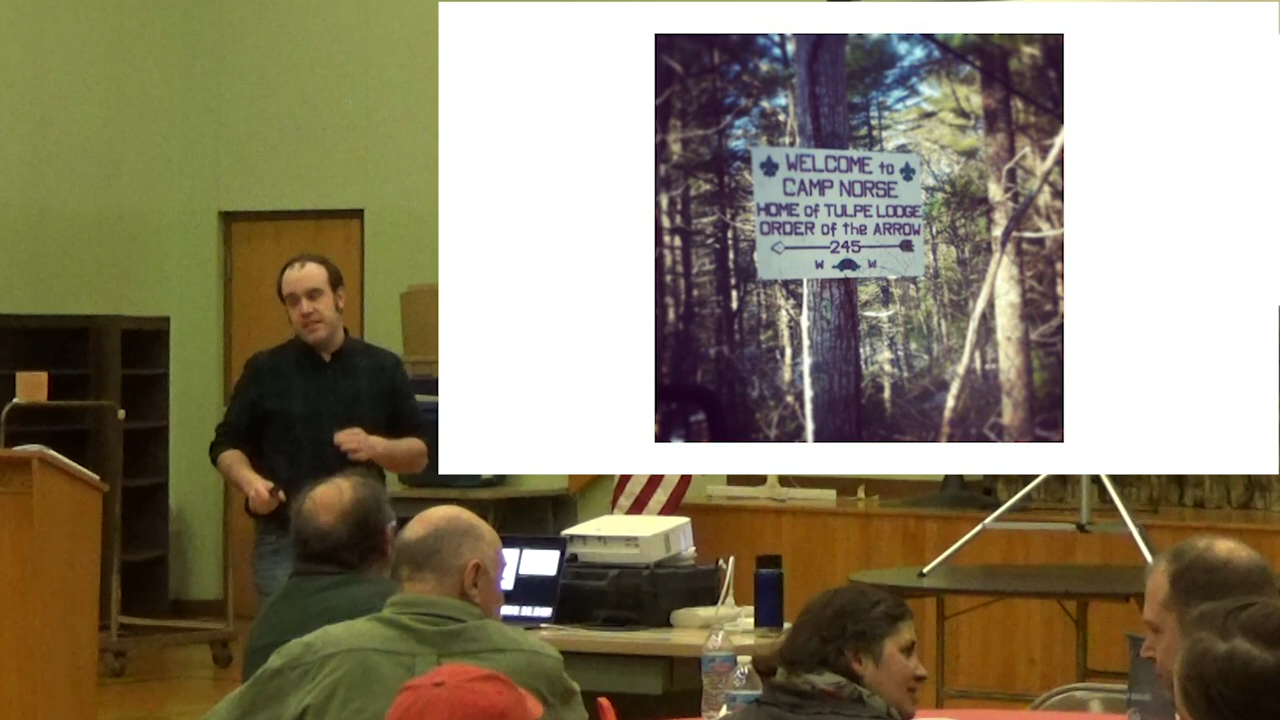 WELCOME to
CAMP NORSE
HOME of TULPE LODGE
ORDER of the ARROW
245
W W